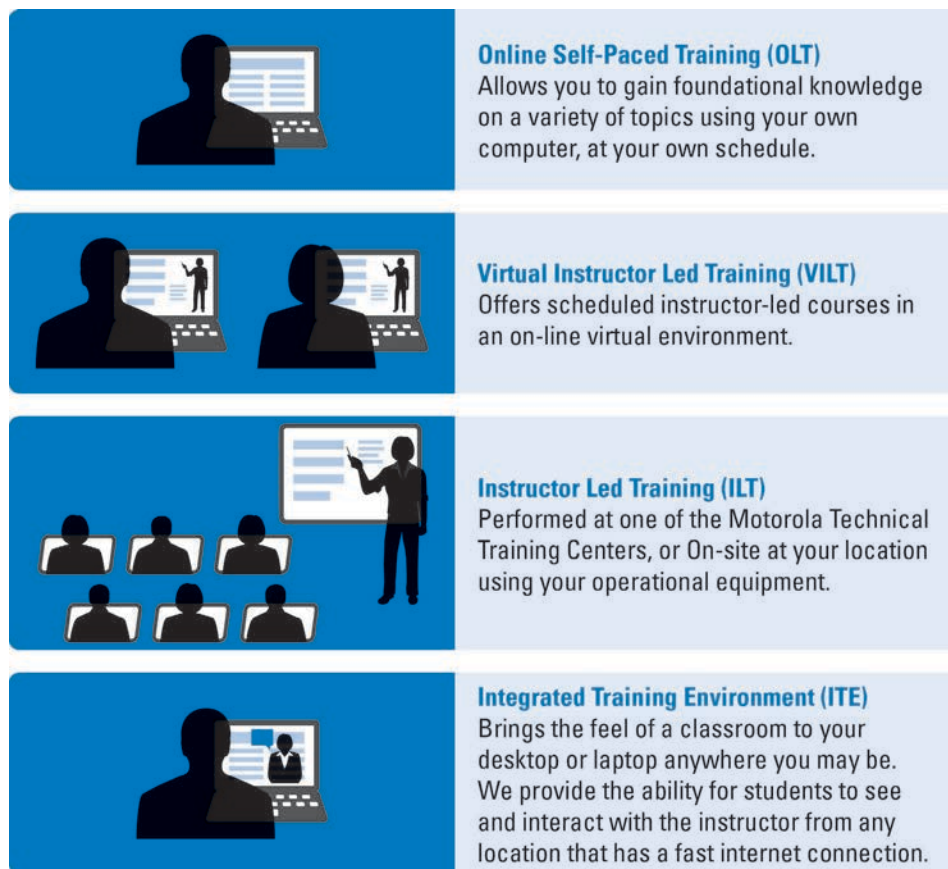 Online Self-Paced Training (OLT)
Allows you to gain foundational knowledge
on a variety of topics using your own
computer, at your own schedule.
Virtual Instructor Led Training (VILT)
Offers scheduled instructor-led courses in
an on-line virtual environment.
Instructor Led Training (ILT)
Performed at one of the Motorola Technical
Training Centers, or On-site at your location
using your operational equipment.
Integrated Training Environment (ITE)
Brings the feel of a classroom to your
desktop or laptop anywhere you may be.
We provide the ability for students to see
and interact with the instructor from any
location that has a fast internet connection.